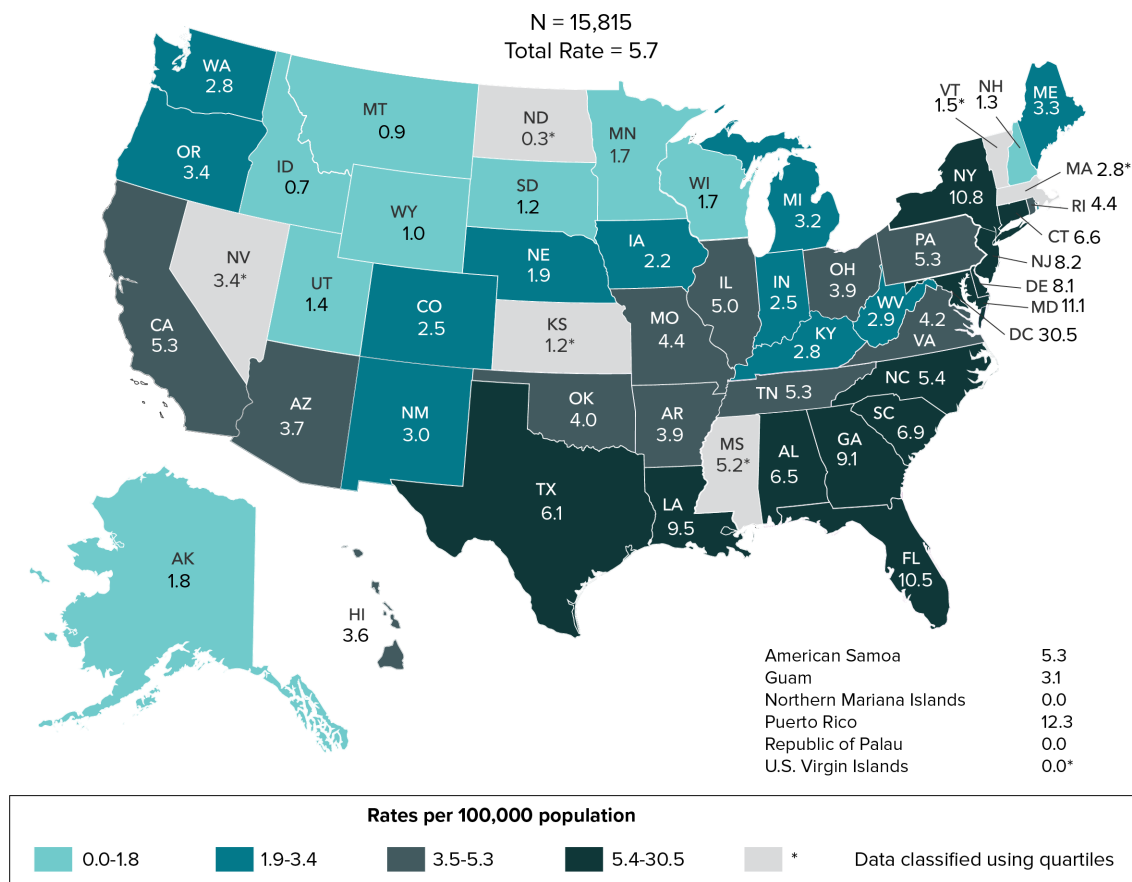 N = 15,815
Total Rate = 5.7
WA
2.8
OR
3.4
ID
0.7
MT
0.9
ND
0.3*
MN
1.7
SD
1.2
WI
1.7
WY
1.0
NV
3.4*
UT
1.4
CA
5.3
CO
2.5
NE
1.9
IA
2.2
KS
1.2*
MO
4.4
IL
5.0
IN
2.5
MI
3.2
OH
3.9
KY
2.8
WV
2.9
4.2
VA
PA
5.3
NY
10.8
VT
1.5*
NH
1.3
ME
3.3
MA 2.8*
RI 4.4
CT 6.6
NJ 8.2
DE 8.1
MD 11.1
DC 30.5
AZ
3.7
NM
3.0
OK
4.0
AR
3.9
TN 5.3
NC 5.4
SC
6.9
MS
5.2*
AL
6.5
GA
9.1
TX
6.1
LA
9.5
FL
10.5
AK
1.8
HI
3.6
American Samoa 5.3
Guam 3.1
Northern Mariana Islands 0.0
Puerto Rico 12.3
Republic of Palau 0.0
U.S. Virgin Islands 0.0*
Rates per 100,000 population
0.0-1.8 1.9-3.4 3.5-5.3 5.4-30.5 * Data classified using quartiles